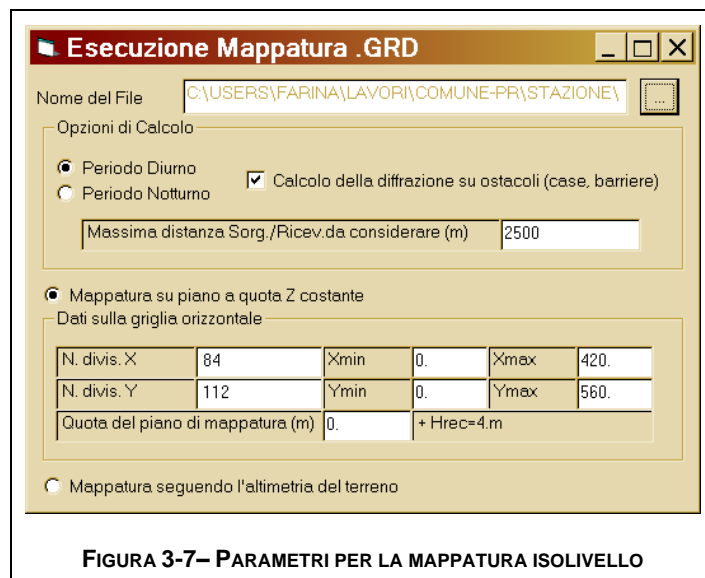 Esecuzione Mappatura .GRD
Nome del File C:\USERS\FARINA\LAVORI\COMUNE-PR\STAZIONE\ ...
Opzioni di Calcolo
Periodo Diurno
Periodo Notturno
Calcolo della diffrazione su ostacoli (case, barriere)
Massima distanza Sorg./Ricev.da considerare (m) 2500
Mappatura su piano a quota Z costante
Dati sulla griglia orizzontale
N. divis. X 84 Xmin 0. Xmax 420.
N. divis. Y 112 Ymin 0. Ymax 560.
Quota del piano di mappatura (m) 0. + Hrec=4.m
Mappatura seguendo l'altimetria del terreno
FIGURA 3-7– PARAMETRI PER LA MAPPATURA ISOLIVELLO